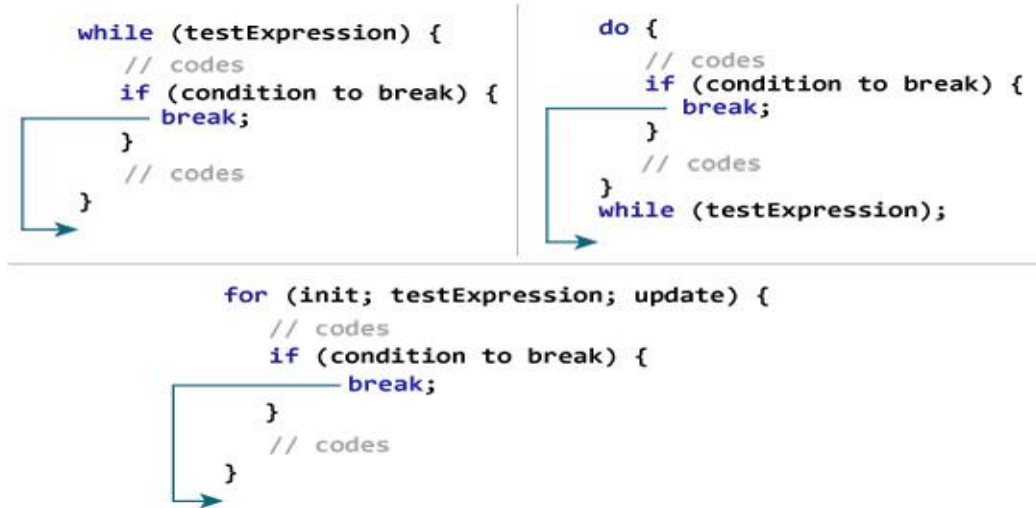 while (testExpression) {
// codes
if (condition to break) {
break;
}
// codes
}
do {
// codes
if (condition to break) {
break;
}
// codes
}
while (testExpression);
for (init; testExpression; update) {
// codes
if (condition to break) {
break;
}
// codes
}